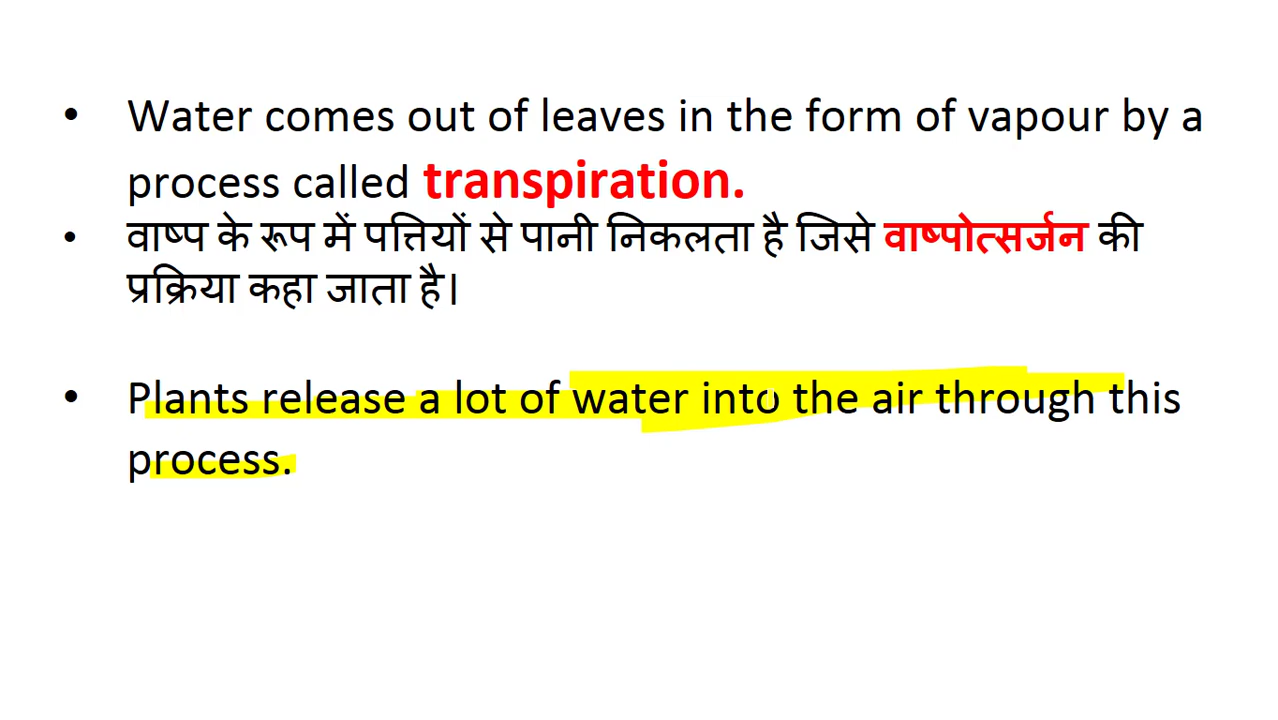 • Water comes out of leaves in the form of vapour by a
process called transpiration.
• वाष्प के रूप में पत्तियों से पानी निकलता है जिसे वाष्पोत्सर्जन की
प्रक्रिया कहा जाता है।
• Plants release a lot of water into the air through this
process.